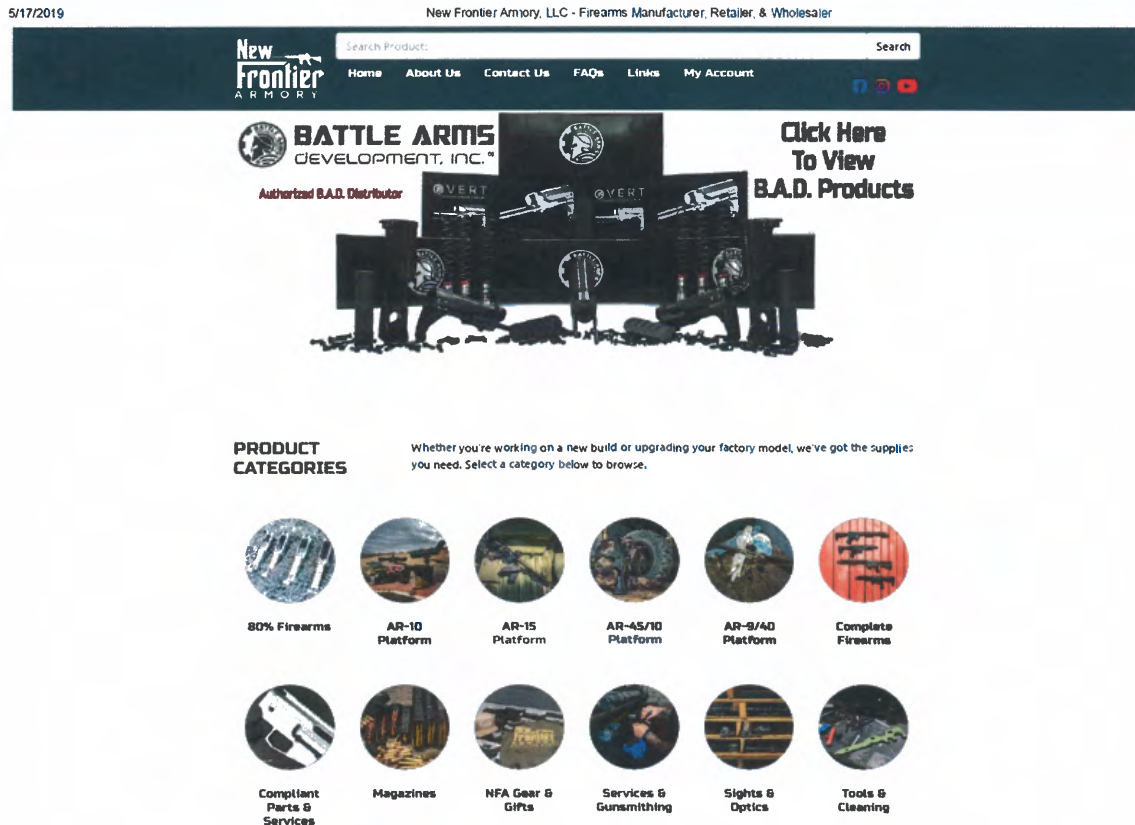 5/17/2019
New Frontier Armory, LLC - Firearms Manufacturer, Retailer, & Wholesaler
New
Frontier
ARMORY
Search Product:
Search
Home About Us Contact Us FAQs Links My Account
BATTLE ARMS
DEVELOPMENT, INC.
Authorized B.A.D. Distributor
Click Here
To View
B.A.D. Products
OVERT
OVERT
PRODUCT
CATEGORIES
Whether you're working on a new build or upgrading your factory model, we've got the supplies
you need. Select a category below to browse.
80% Firearms
AR-10
Platform
AR-15
Platform
AR-45/10
Platform
AR-9/40
Platform
Complete
Firearms
Frontier
Compliant
Parts &
Services
Magazines
NFA Gear &
Gifts
Services &
Gunsmithing
Sights &
Optics
Tools &
Cleaning